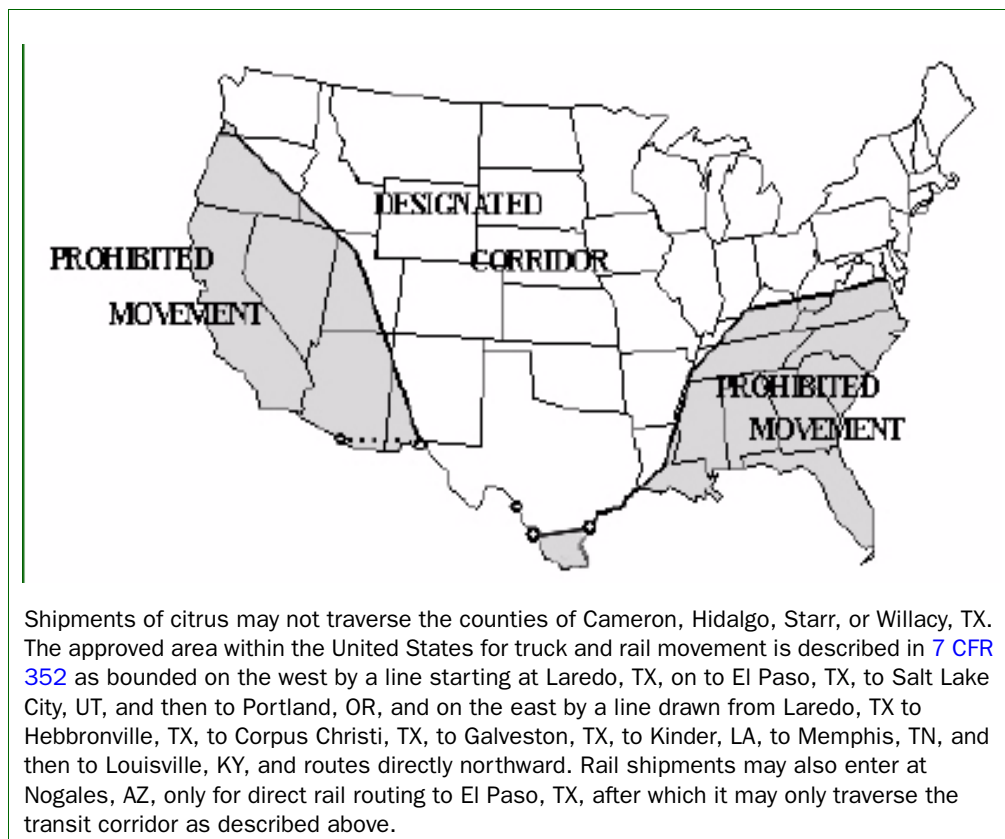 DESIGNATED
CORRIDOR
PROHIBITED
MOVEMENT
PROHIBITED
MOVEMENT
Shipments of citrus may not traverse the counties of Cameron, Hidalgo, Starr, or Willacy, TX.
The approved area within the United States for truck and rail movement is described in 7 CFR
352 as bounded on the west by a line starting at Laredo, TX, on to El Paso, TX, to Salt Lake
City, UT, and then to Portland, OR, and on the east by a line drawn from Laredo, TX to
Hebbronville, TX, to Corpus Christi, TX, to Galveston, TX, to Kinder, LA, to Memphis, TN, and
then to Louisville, KY, and routes directly northward. Rail shipments may also enter at
Nogales, AZ, only for direct rail routing to El Paso, TX, after which it may only traverse the
transit corridor as described above.